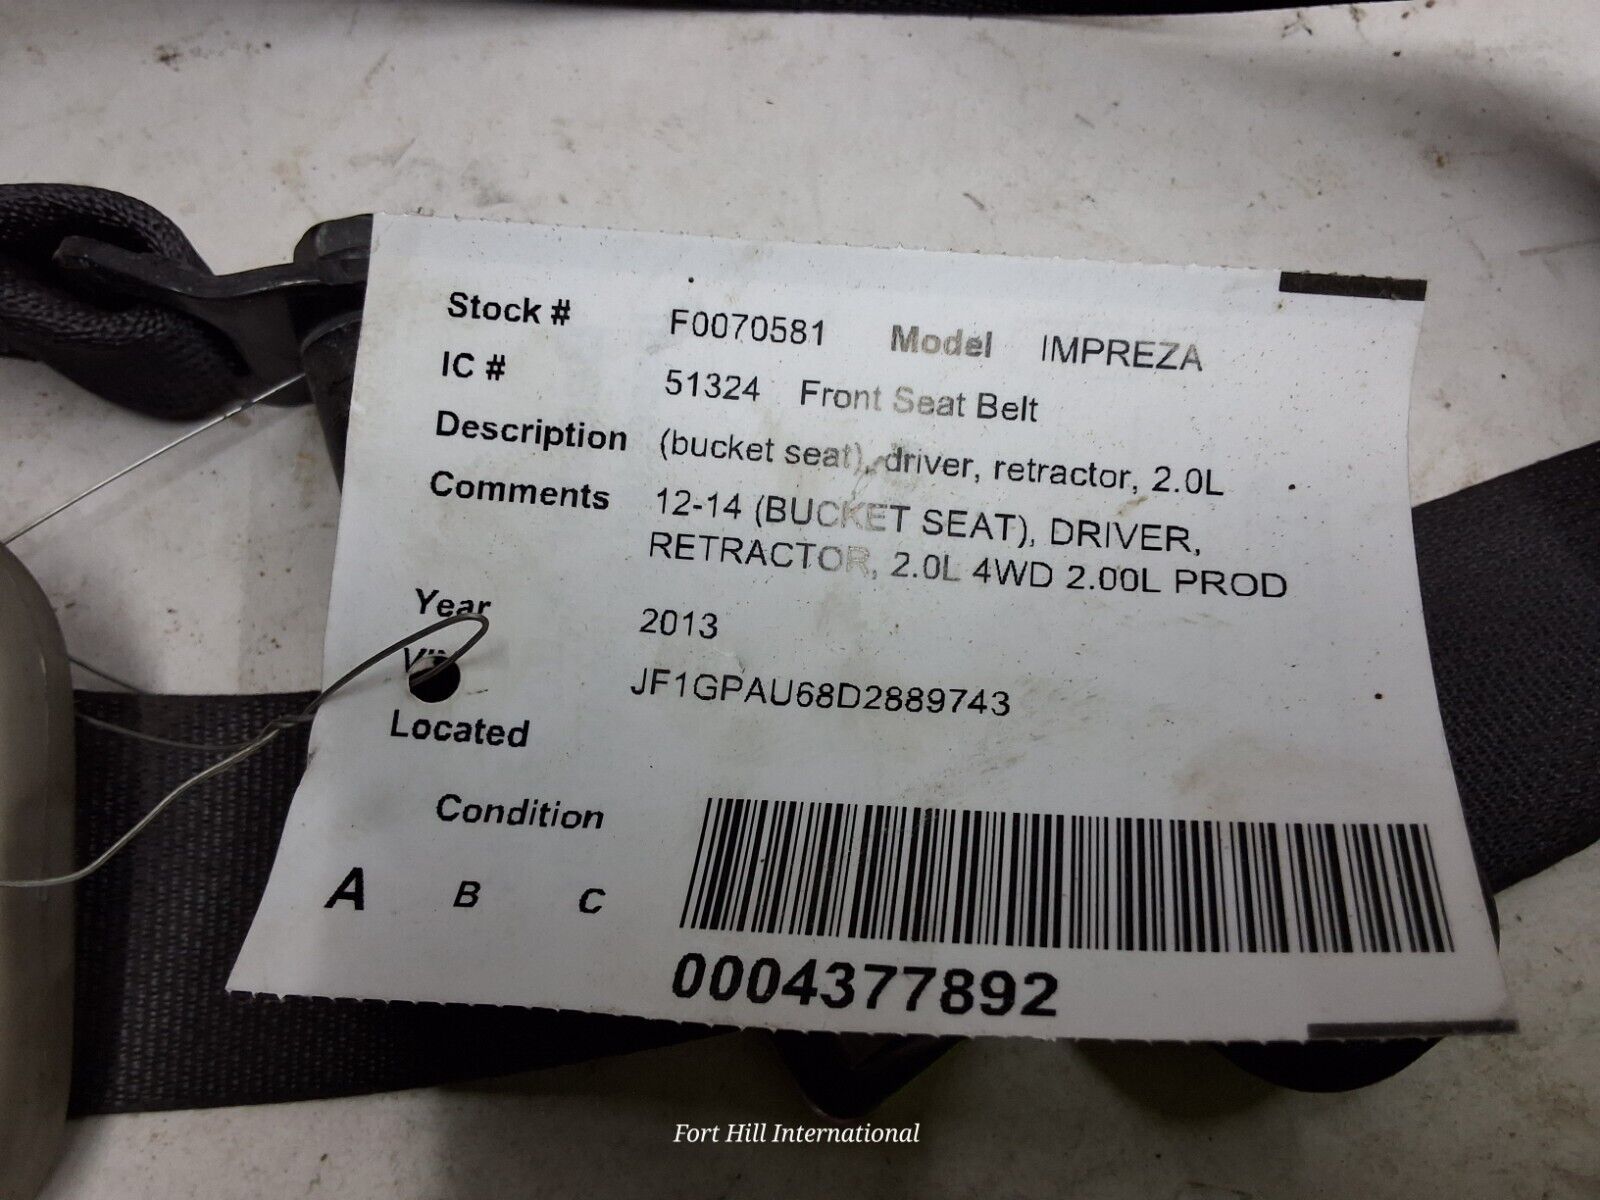 Stock # F0070581 Model IMPREZA
IC # 51324 Front Seat Belt
Description (bucket seat), driver, retractor, 2.0L
Comments 12-14 (BUCKET SEAT), DRIVER,
RETRACTOR, 2.0L 4WD 2.00L PROD
Year 2013
JF1GPAU68D2889743
Located
Condition
A B C
0004377892
Fort Hill International